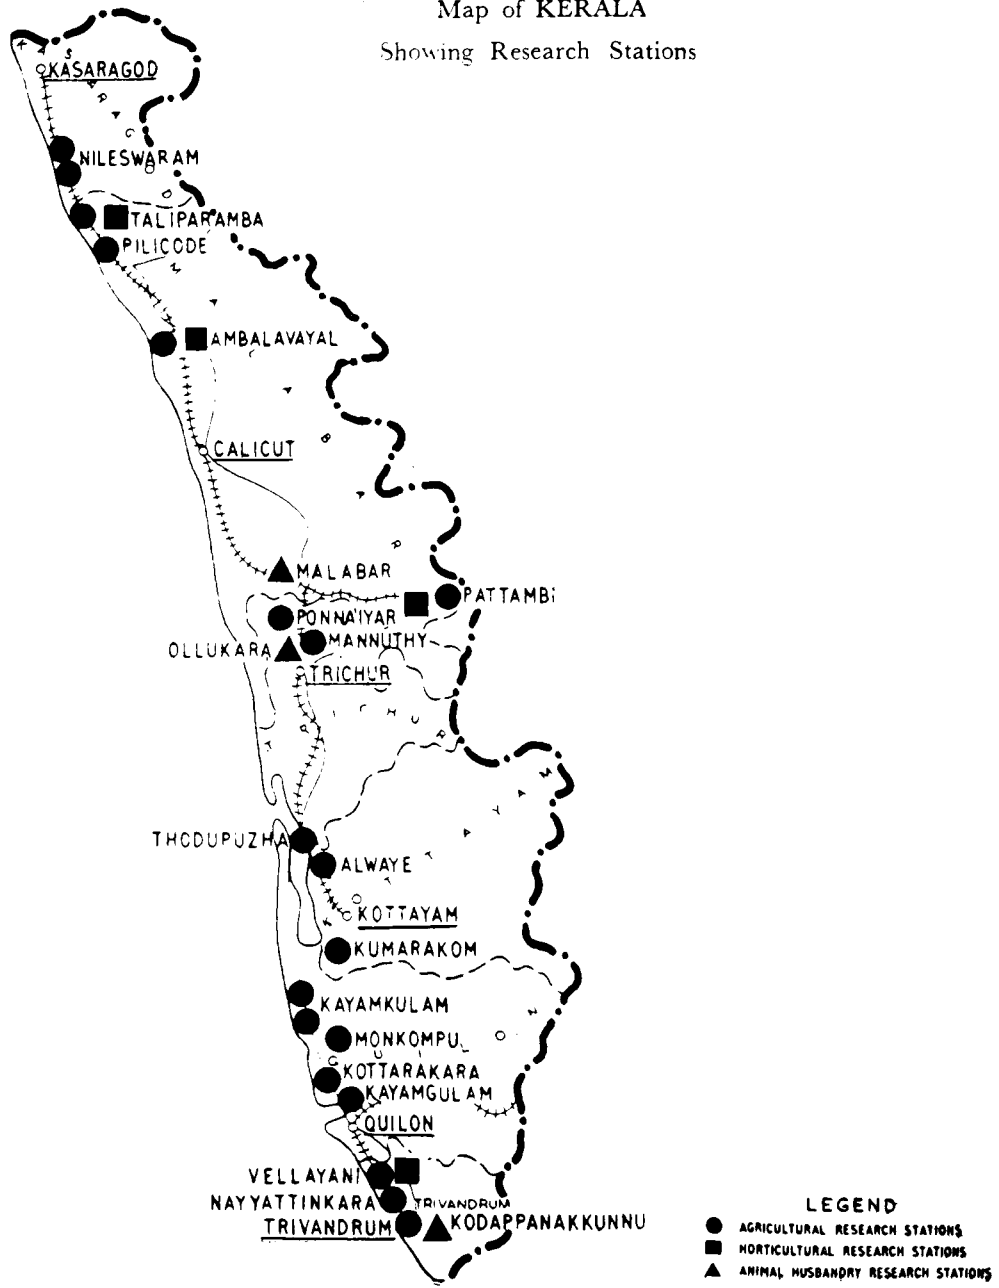 Map of KERALA
Showing Research Stations
KASARAGOD
NILESWARAM
TALIPARAMBA
PILICODE
AMBALAVAYAL
CALICUT
MALABAR
PATTAMBI
PONNAIYAR
MANNUTHY
OLLUKARA
TRICHUR
THODUPUZHA
ALWAYE
KOTTAYAM
KUMARAKOM
KAYAMKULAM
MONKOMPU
KOTTARAKARA
KAYAMGULAM
QUILON
VELLAYANI
NAYYATTINKARA
TRIVANDRUM
TRIVANDRUM
KODAPPANAKKUNNU
LEGEND
AGRICULTURAL RESEARCH STATIONS
HORTICULTURAL RESEARCH STATIONS
ANIMAL HUSBANDRY RESEARCH STATIONS